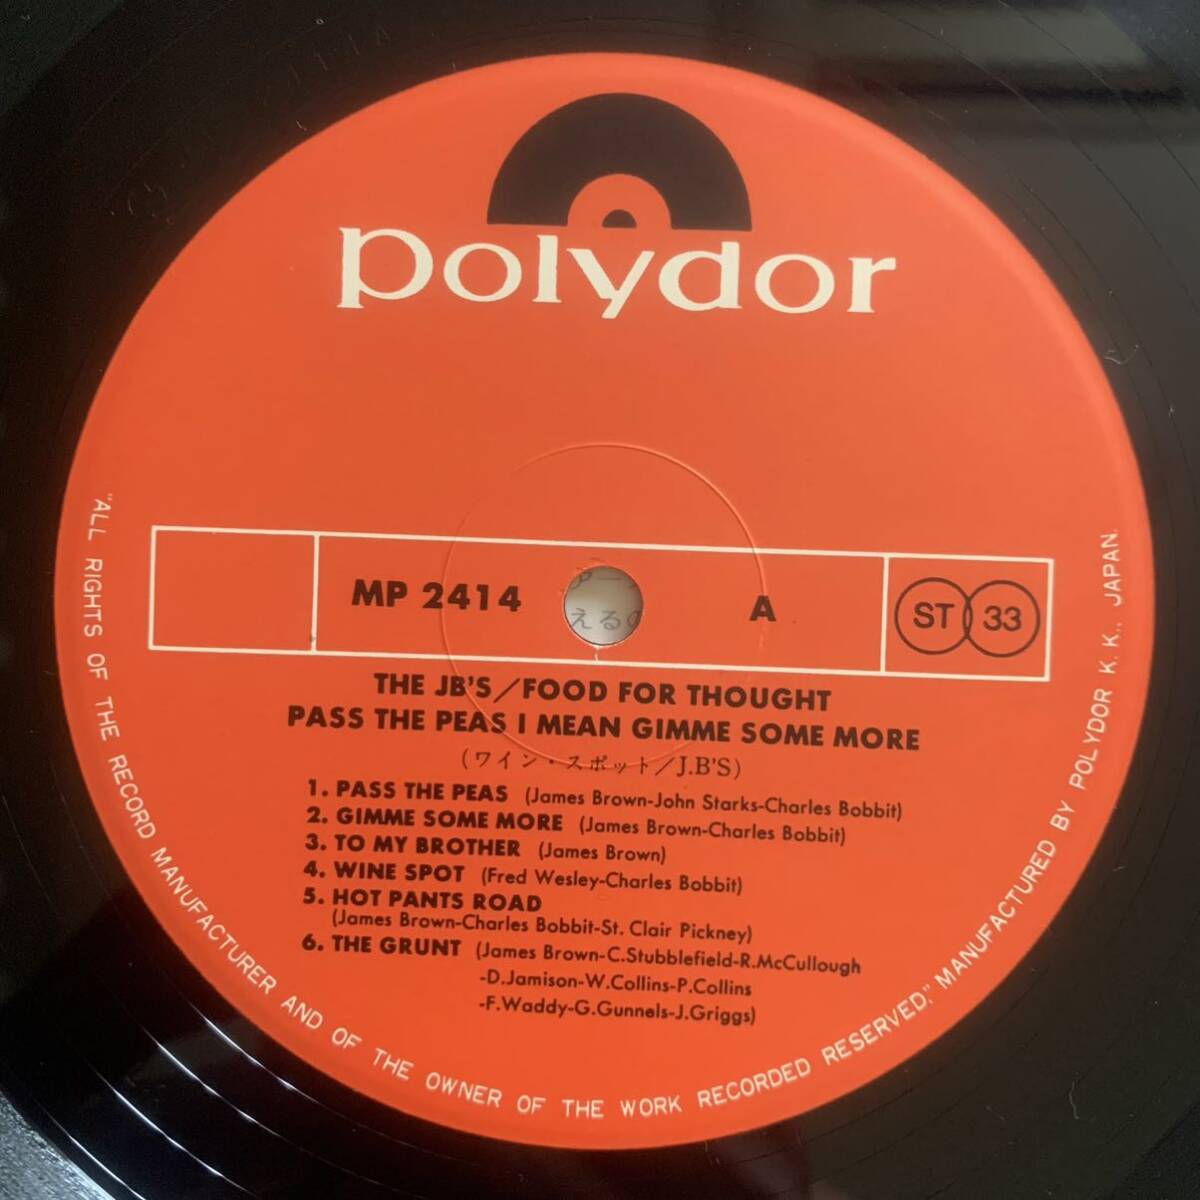 polydor
MP 2414
A
ST 33
えるの
THE JB'S/FOOD FOR THOUGHT
PASS THE PEAS I MEAN GIMME SOME MORE
(ワイン・スポット/J.B'S)
1. PASS THE PEAS (James Brown-John Starks-Charles Bobbit)
2. GIMME SOME MORE (James Brown-Charles Bobbit)
3. TO MY BROTHER (James Brown)
4. WINE SPOT (Fred Wesley-Charles Bobbit)
5. HOT PANTS ROAD
(James Brown-Charles Bobbit-St. Clair Pickney)
6. THE GRUNT (James Brown-C.Stubblefield-R.McCullough
-D.Jamison-W.Collins-P.Collins
-F.Waddy-G.Gunnels-J.Griggs)
"ALL RIGHTS OF THE RECORD MANUFACTURER AND OF THE OWNER OF THE WORK RECORDED RESERVED," MANUFACTURED BY POLYDOR K.K., JAPAN.